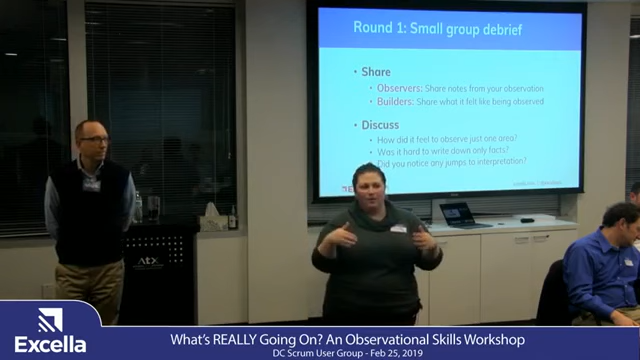 Round 1: Small group debrief
• Share
• Observers: Share notes from your observation
• Builders: Share what it felt like being observed
• Discuss
• How did it feel to observe just one area?
• Was it hard to write down only facts?
Did you notice any jumps to interpretation?
Atx
Excella
What's REALLY Going On? An Observational Skills Workshop
DC Scrum User Group - Feb 25, 2019